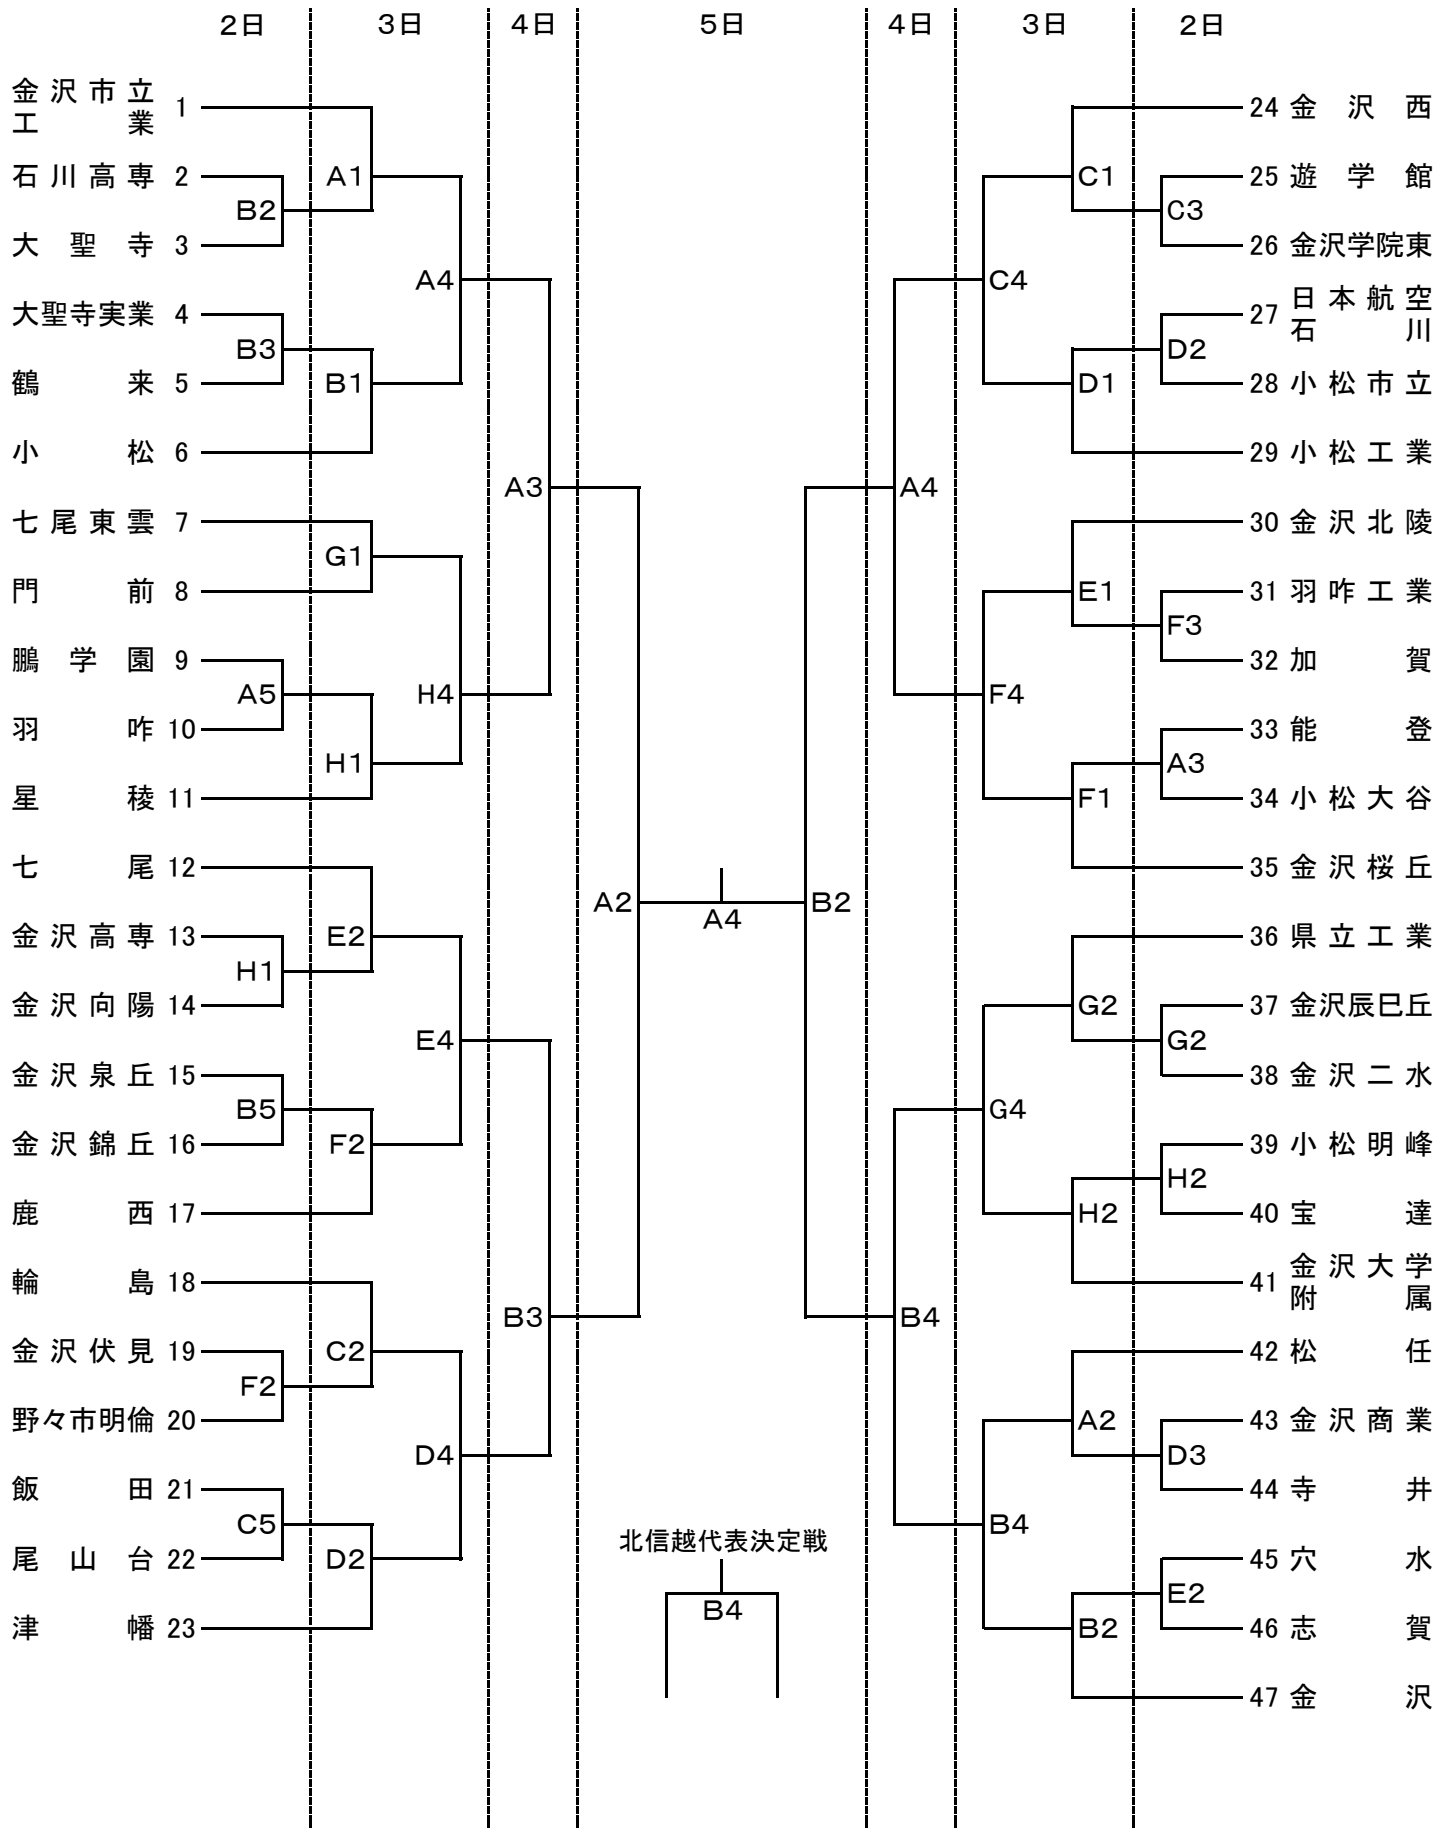 2日 3日 4日 5日 4日 3日 2日
金沢市立工業 1
石川高専 2
大聖寺 3
大聖寺実業 4
鶴来 5
小松 6
七尾東雲 7
門前 8
鵬学園 9
羽咋 10
星稜 11
七尾 12
金沢高専 13
金沢向陽 14
金沢泉丘 15
金沢錦丘 16
鹿西 17
輪島 18
金沢伏見 19
野々市明倫 20
飯田 21
尾山台 22
津幡 23
B2
B3
A5
H1
B5
F2
C5
A1
B1
G1
H1
E2
F2
C2
D2
A4
H4
E4
D4
A3
B3
A2
A4
B2
北信越代表決定戦
B4
A4
B4
C4
F4
G4
B4
C1
D1
E1
F1
G2
H2
A2
B2
C3
D2
F3
A3
G2
H2
D3
E2
24 金沢西
25 遊学館
26 金沢学院東
27 日本航空石川
28 小松市立
29 小松工業
30 金沢北陵
31 羽咋工業
32 加賀
33 能登
34 小松大谷
35 金沢桜丘
36 県立工業
37 金沢辰巳丘
38 金沢二水
39 小松明峰
40 宝達
41 金沢大学附属
42 松任
43 金沢商業
44 寺井
45 穴水
46 志賀
47 金沢